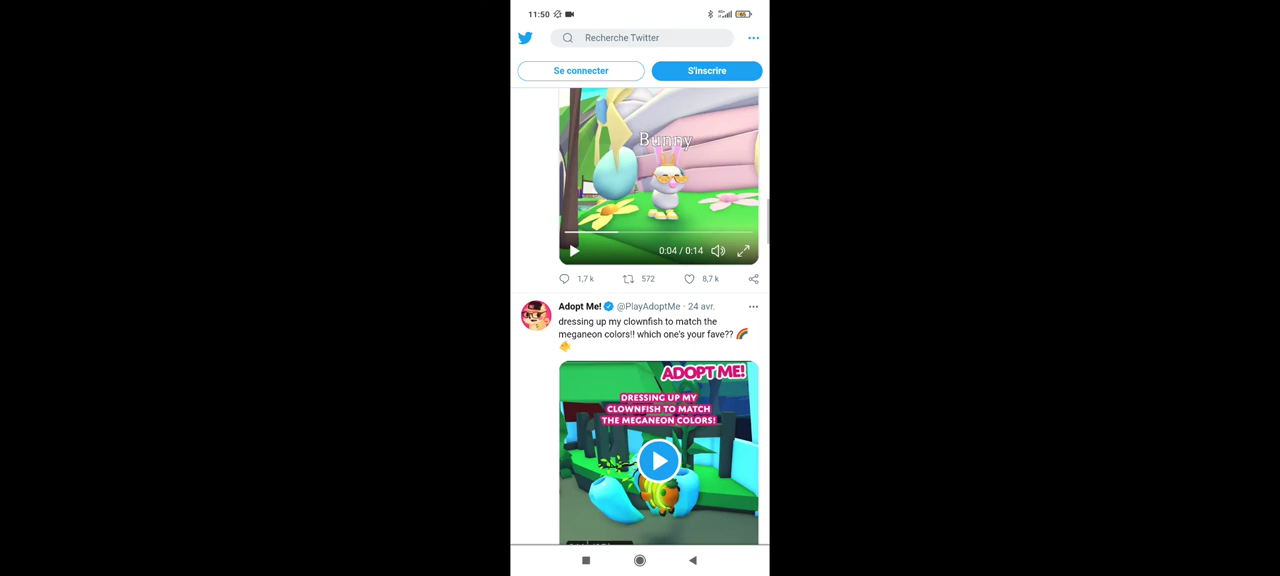 11:50
Recherche Twitter
Se connecter
S'inscrire
Bunny
0:04 / 0:14
1,7 k
572
8,7 k
Adopt Me! @PlayAdoptMe · 24 avr.
dressing up my clownfish to match the
meganeon colors!! which one's your fave??
ADOPT ME!
DRESSING UP MY
CLOWNFISH TO MATCH
THE MEGANEON COLORS!